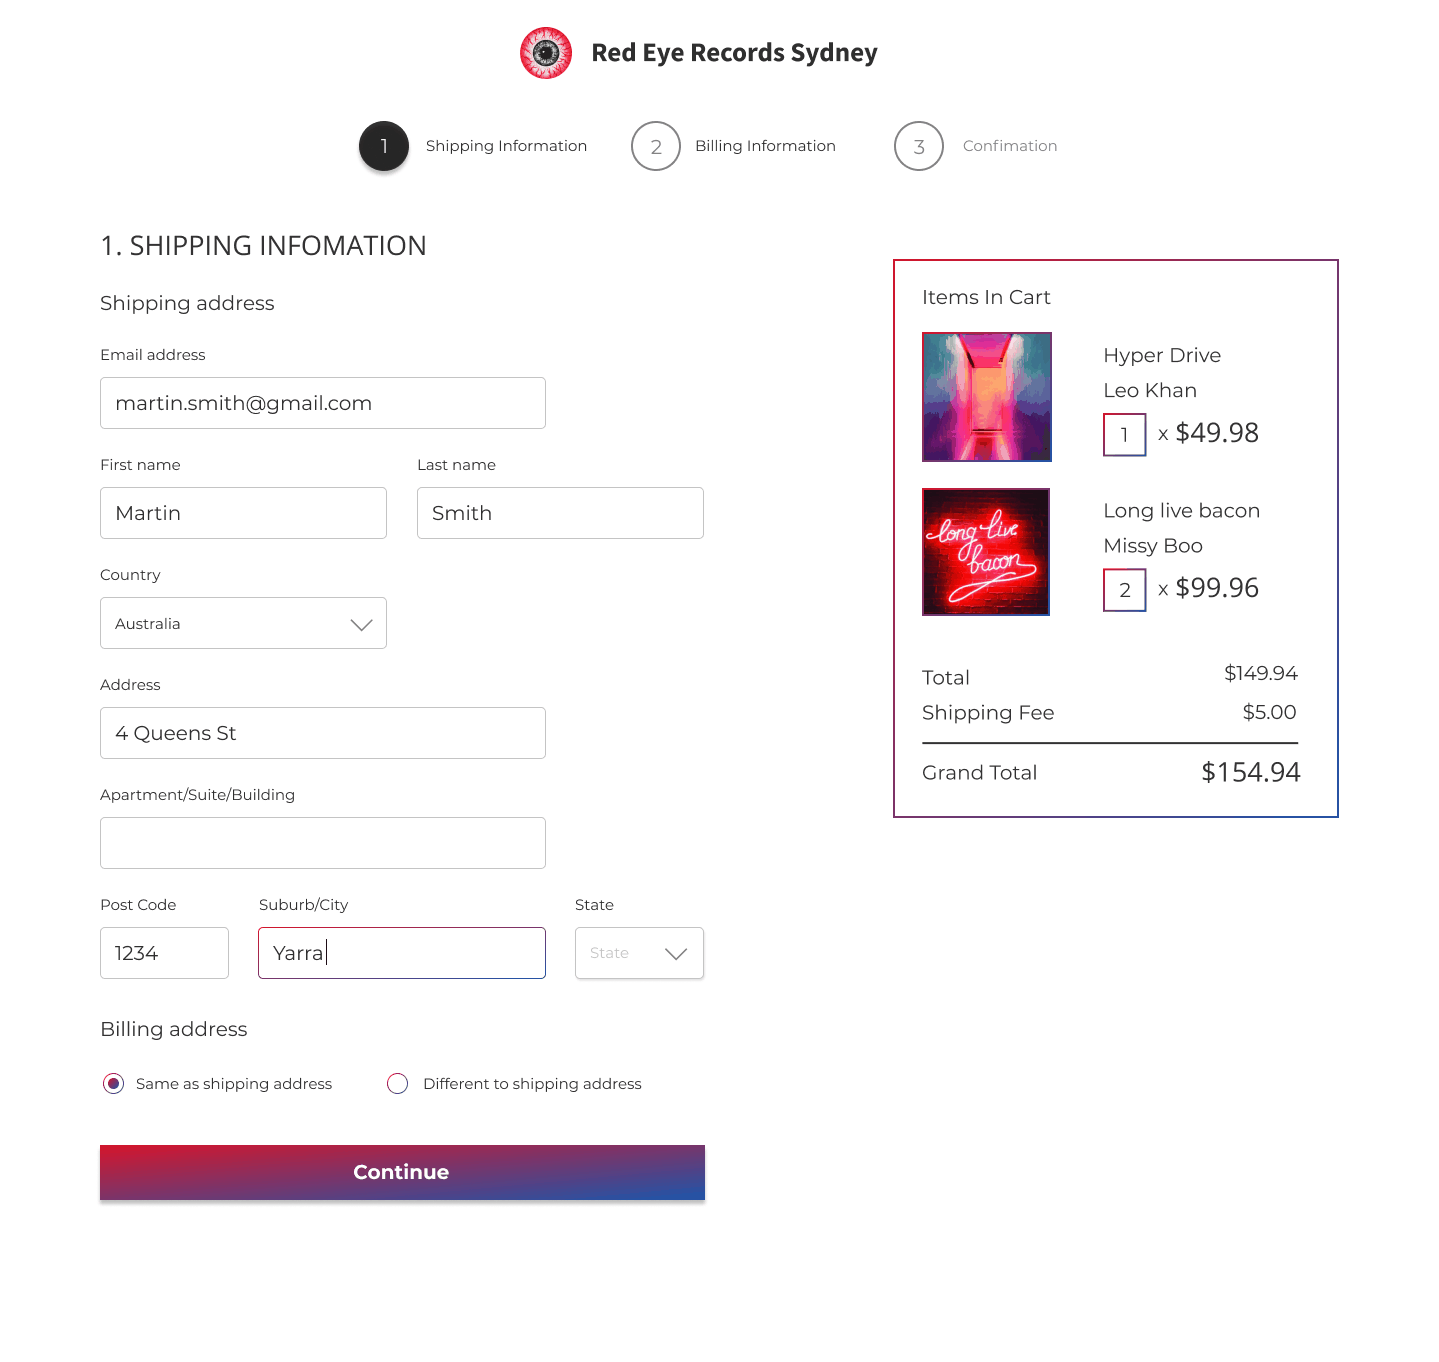 Red Eye Records Sydney
1 Shipping Information 2 Billing Information 3 Confimation
1. SHIPPING INFOMATION
Shipping address
Email address
martin.smith@gmail.com
First name Last name
Martin Smith
Country
Australia
Address
4 Queens St
Apartment/Suite/Building
Post Code Suburb/City State
1234 Yarra State
Billing address
Same as shipping address Different to shipping address
Continue
Items In Cart
Hyper Drive
Leo Khan
1 x $49.98
long live
bacon
Long live bacon
Missy Boo
2 x $99.96
Total $149.94
Shipping Fee $5.00
Grand Total $154.94